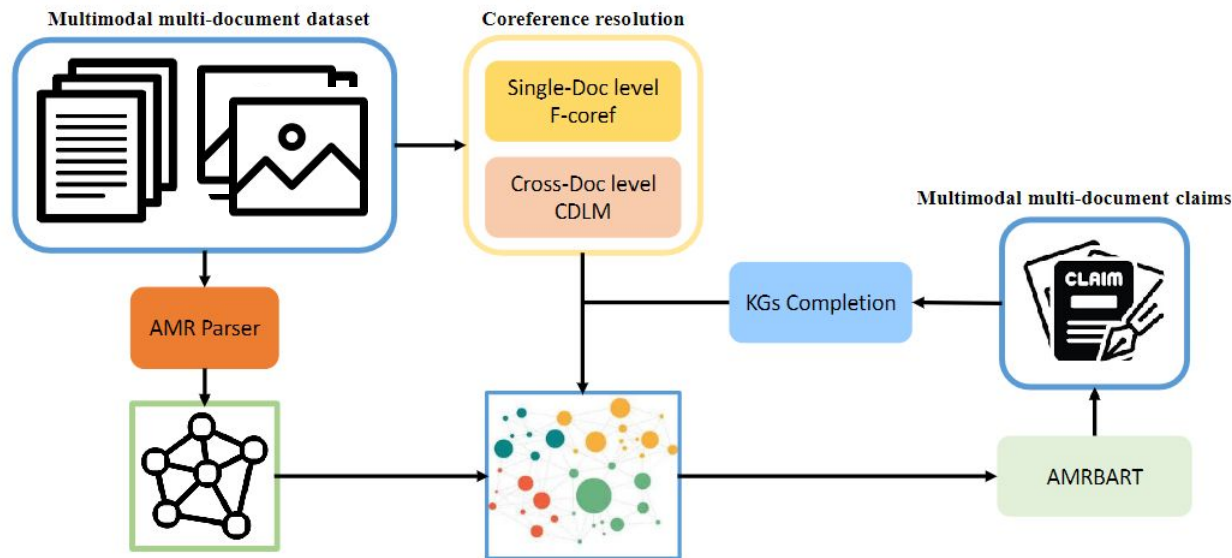 Multimodal multi-document dataset
Coreference resolution
Single-Doc level
F-coref
Cross-Doc level
CDLM
Multimodal multi-document claims
CLAIM
KGs Completion
AMR Parser
AMRBART